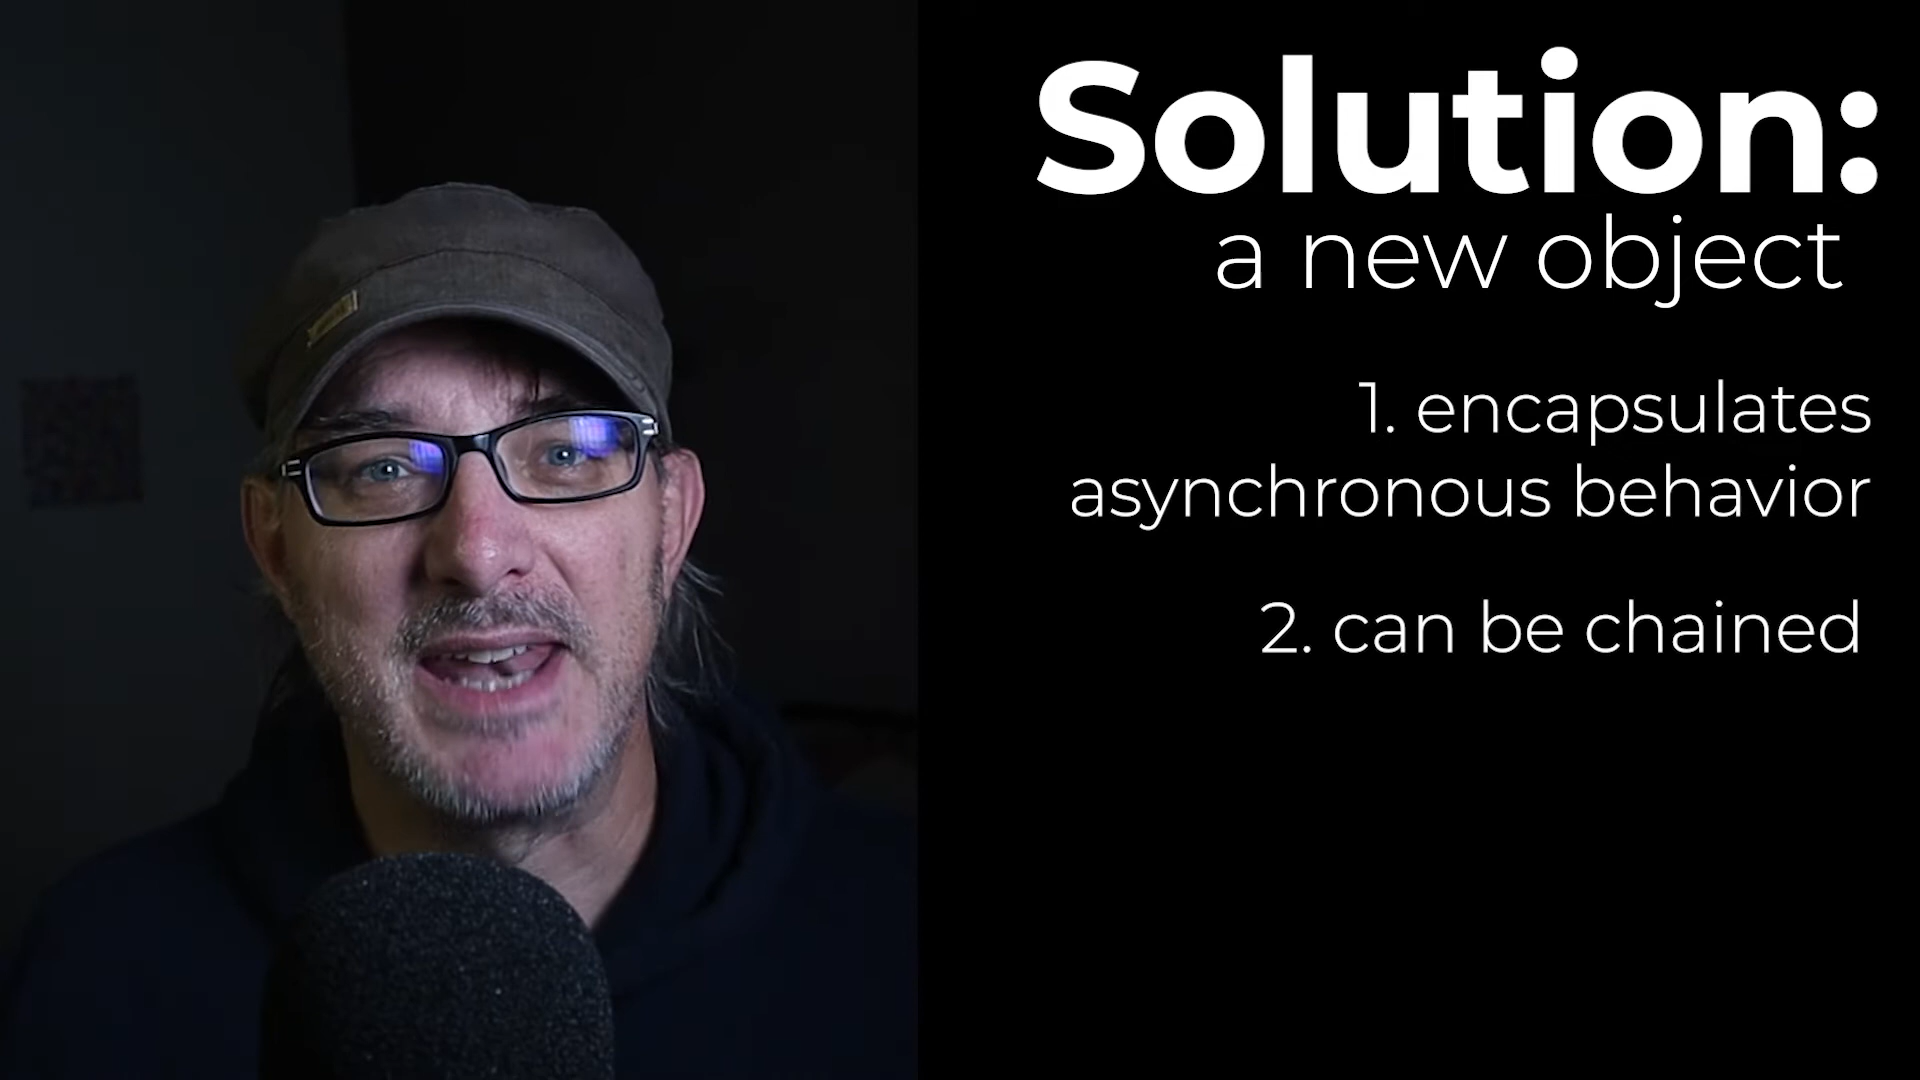 Solution:
a new object
1. encapsulates
asynchronous behavior
2. can be chained